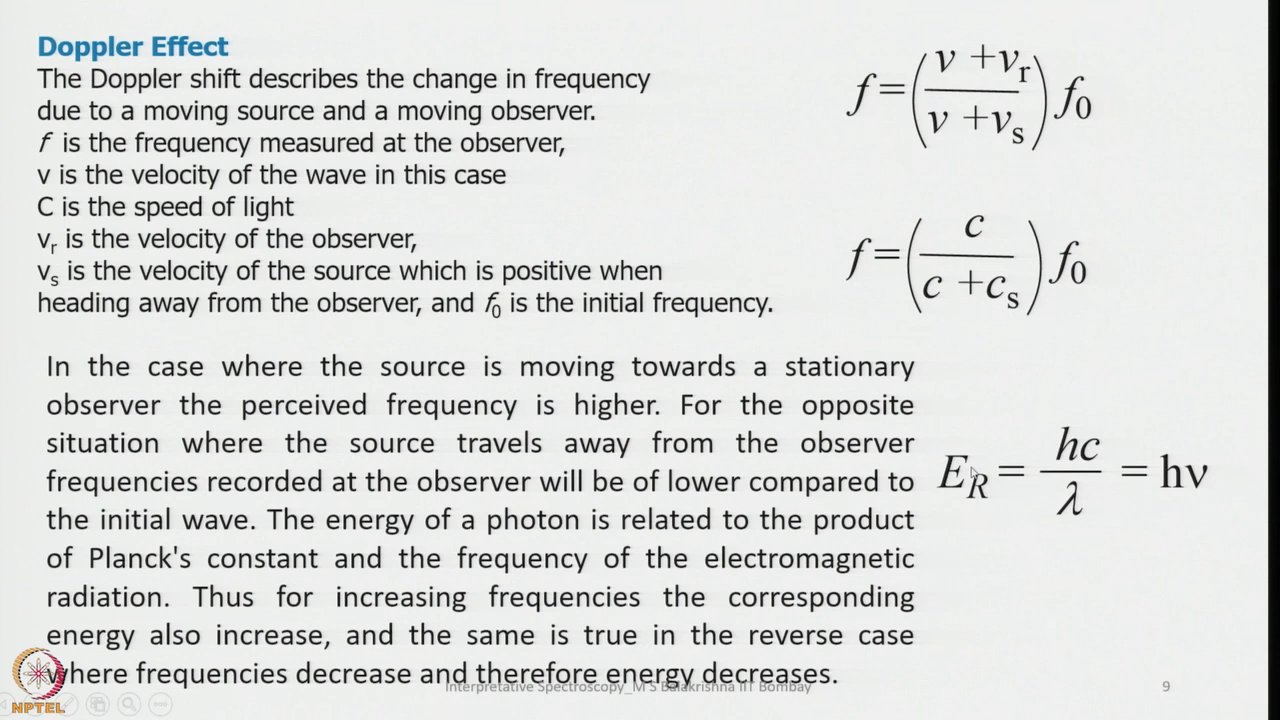 Doppler Effect
The Doppler shift describes the change in frequency
due to a moving source and a moving observer.
f is the frequency measured at the observer,
v is the velocity of the wave in this case
C is the speed of light
vr is the velocity of the observer,
vs is the velocity of the source which is positive when
heading away from the observer, and f0 is the initial frequency.
f=(v +vr / v +vs) f0
f=(c / c +cs) f0
In the case where the source is moving towards a stationary
observer the perceived frequency is higher. For the opposite
situation where the source travels away from the observer
frequencies recorded at the observer will be of lower compared to
the initial wave. The energy of a photon is related to the product
of Planck's constant and the frequency of the electromagnetic
radiation. Thus for increasing frequencies the corresponding
energy also increase, and the same is true in the reverse case
where frequencies decrease and therefore energy decreases.
ER = hc / λ = hν
Interpretative Spectroscopy_M S Balakrishna IIT Bombay
9
NPTEL